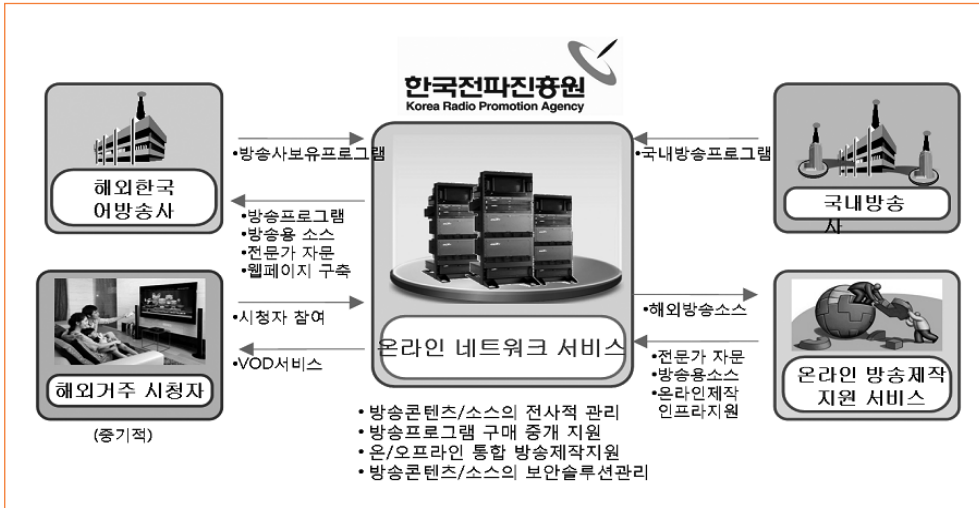 한국전파진흥원
Korea Radio Promotion Agency
해외한국
어방송사
•방송사보유프로그램
•방송프로그램
•방송용 소스
•전문가 자문
•웹페이지 구축
•국내방송프로그램
국내방송
사
해외거주 시청자
(중기적)
•시청자 참여
•VOD서비스
온라인 네트워크 서비스
•해외방송소스
•전문가 자문
•방송용소스
•온라인제작
인프라지원
온라인 방송제작
지원 서비스
• 방송콘텐츠/소스의 전사적 관리
• 방송프로그램 구매 중개 지원
• 온/오프라인 통합 방송제작지원
• 방송콘텐츠/소스의 보안솔루션관리